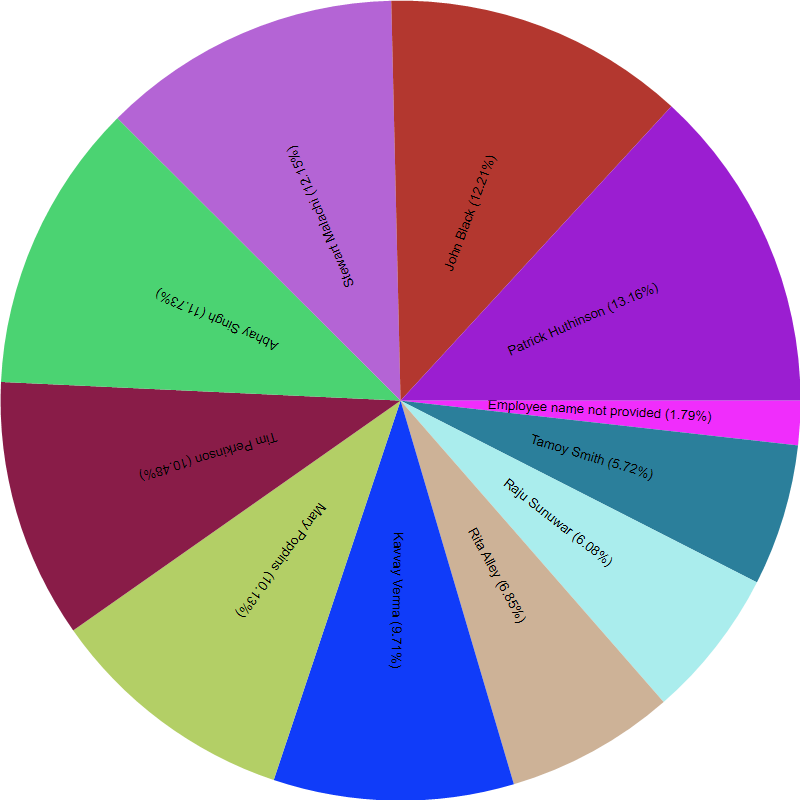 Patrick Huthinson (13.16%)
John Black (12.21%)
Stewart Malachi (12.15%)
Abhay Singh (11.73%)
Tim Perkinson (10.48%)
Mary Poppins (10.13%)
Kavvay Verma (9.71%)
Rita Alley (6.85%)
Raju Sunuwar (6.08%)
Tamoy Smith (5.72%)
Employee name not provided (1.79%)